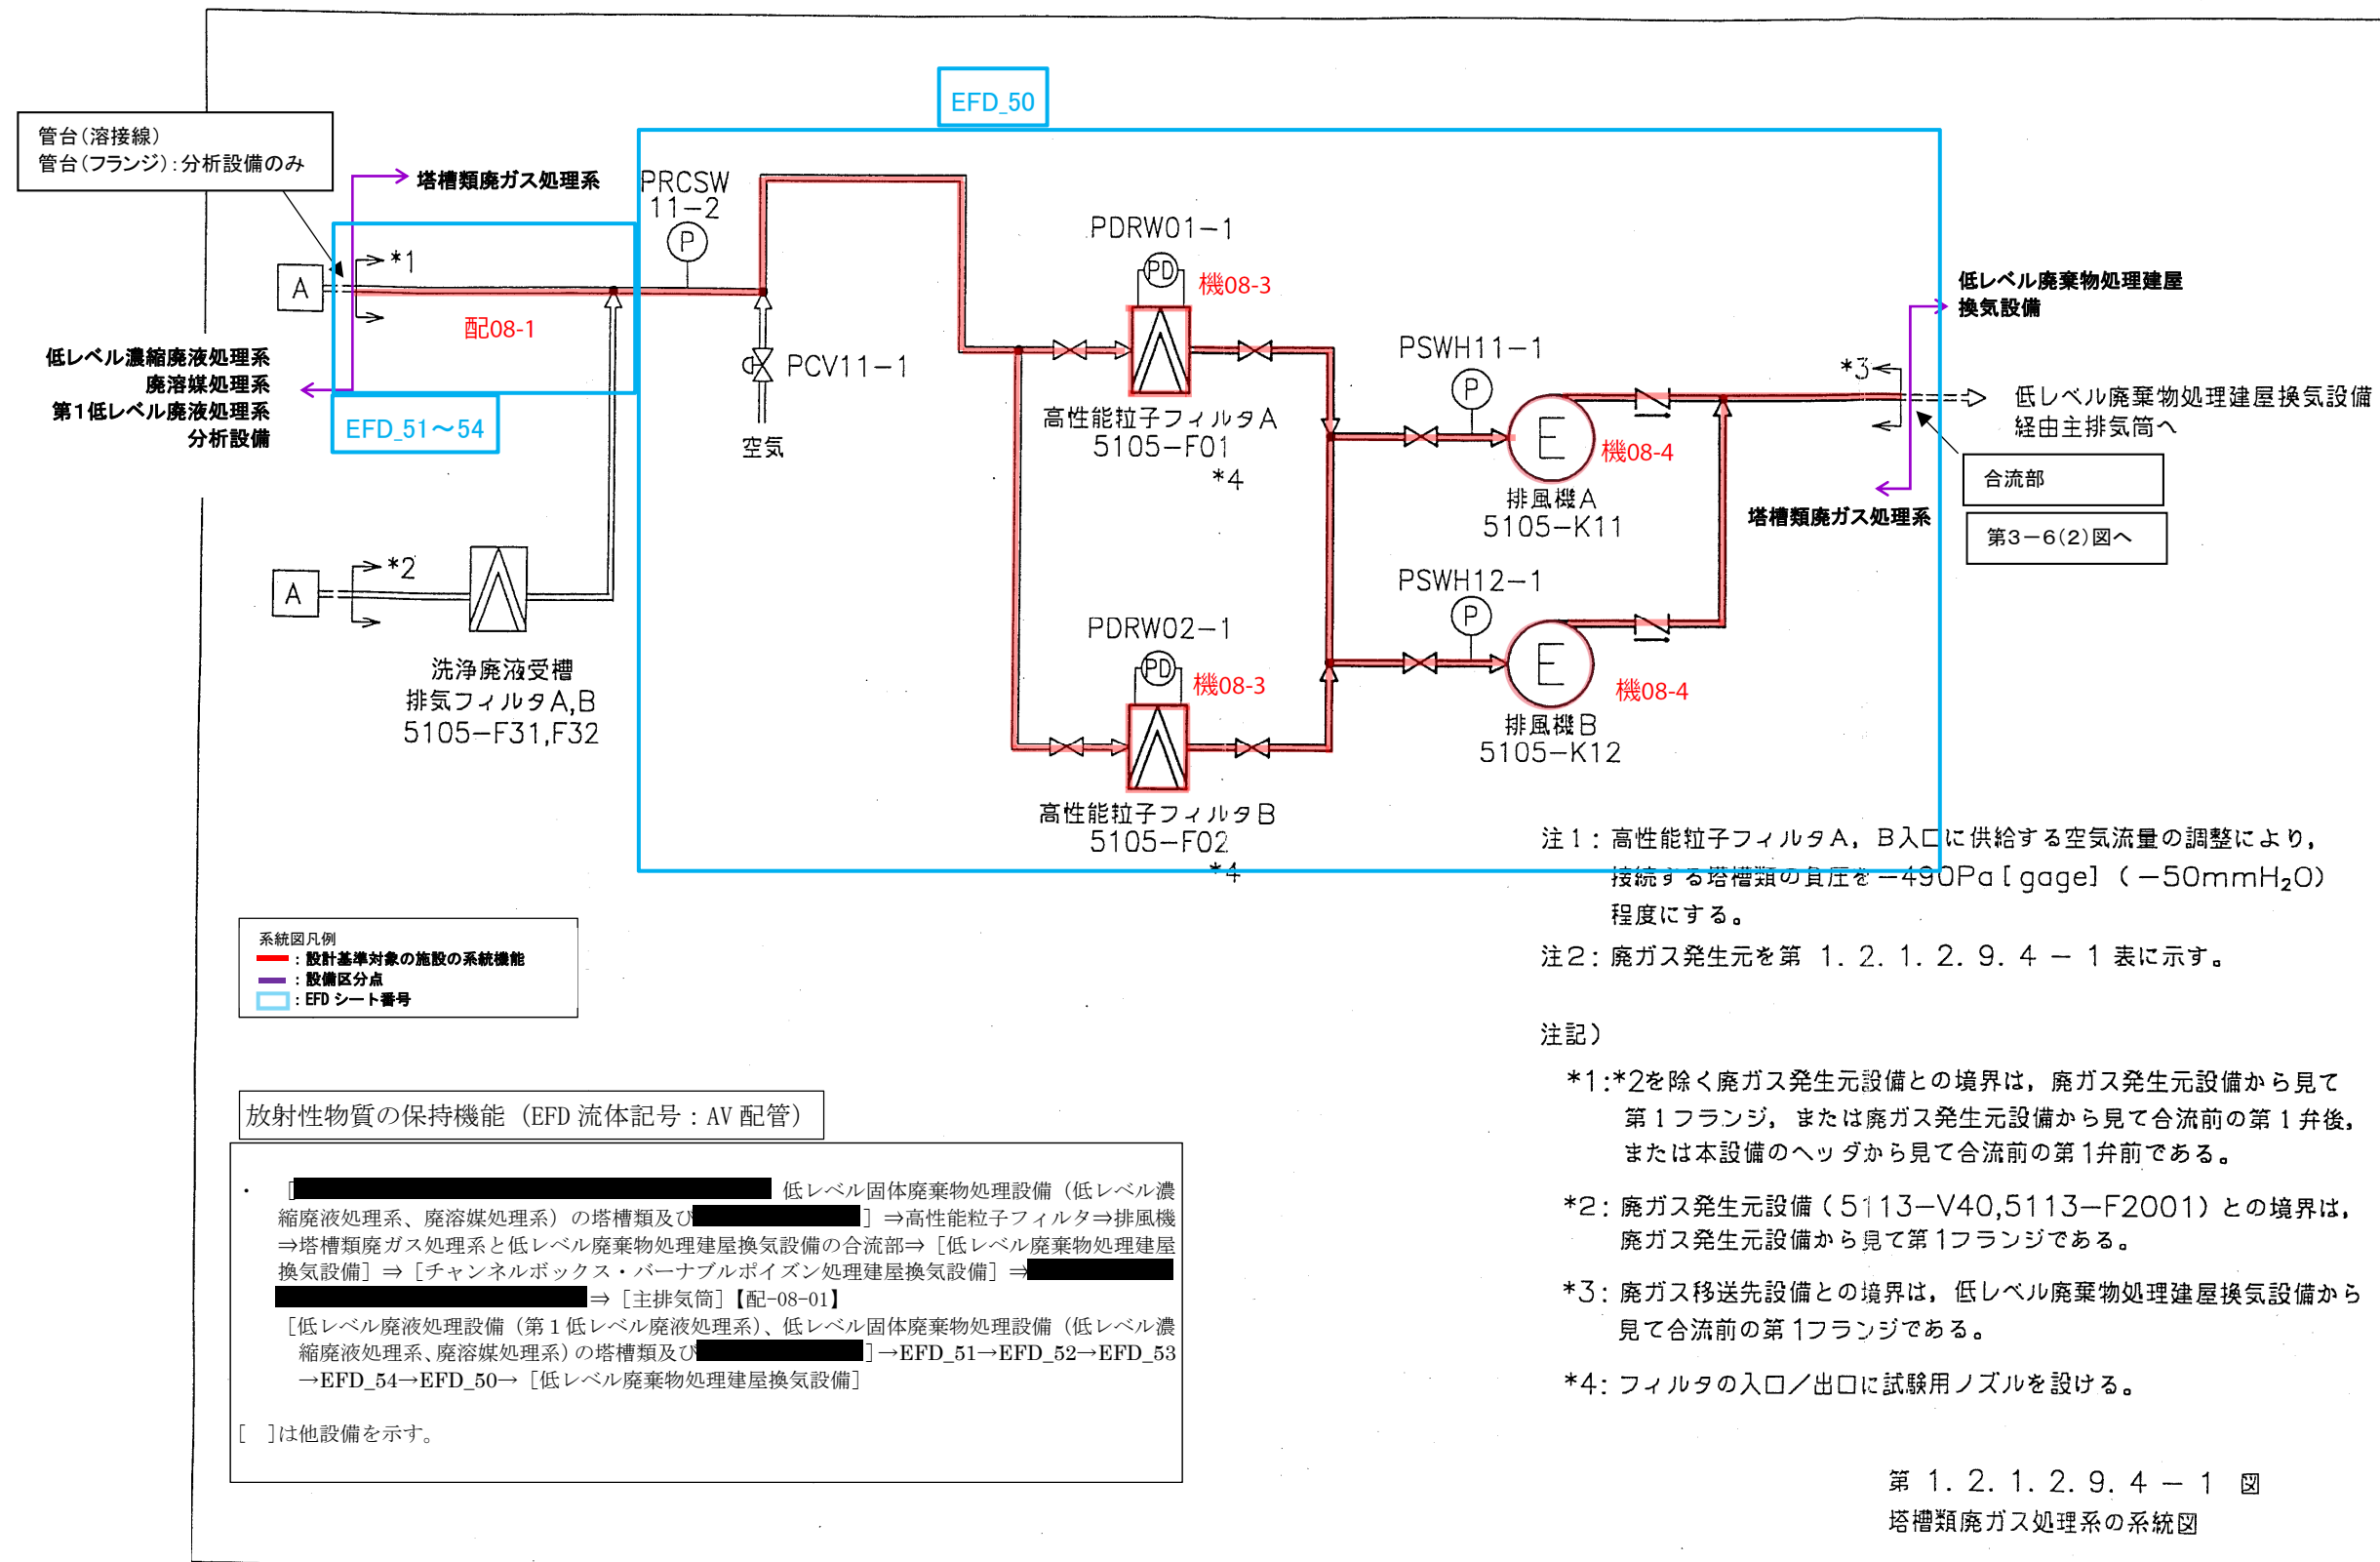 EFD_50
管台(溶接線)
管台(フランジ):分析設備のみ
塔槽類廃ガス処理系
PRCSW
11-2
P
A
*1
配08-1
低レベル濃縮廃液処理系
廃溶媒処理系
第1低レベル廃液処理系
分析設備
EFD_51～54
PCV11-1
空気
PDRW01-1
PD
機08-3
高性能粒子フィルタA
5105-F01
*4
PSWH11-1
P
E
機08-4
排風機A
5105-K11
低レベル廃棄物処理建屋
換気設備
*3
低レベル廃棄物処理建屋換気設備
経由主排気筒へ
合流部
塔槽類廃ガス処理系
第3-6(2)図へ
A
*2
洗浄廃液受槽
排気フィルタA,B
5105-F31,F32
PDRW02-1
PD
機08-3
高性能粒子フィルタB
5105-F02
*4
PSWH12-1
P
E
機08-4
排風機B
5105-K12
注1:高性能粒子フィルタA, B入口に供給する空気流量の調整により,
接続する塔槽類の負圧を-490Pa[gage] (-50mmH₂O)
程度にする。
注2:廃ガス発生元を第 1. 2. 1. 2. 9. 4 - 1 表に示す。
系統図凡例
:設計基準対象の施設の系統機能
:設備区分点
:EFD シート番号
注記)
*1:*2を除く廃ガス発生元設備との境界は, 廃ガス発生元設備から見て
第1フランジ, または廃ガス発生元設備から見て合流前の第1弁後,
または本設備のヘッダから見て合流前の第1弁前である。
*2:廃ガス発生元設備(5113-V40,5113-F2001)との境界は,
廃ガス発生元設備から見て第1フランジである。
*3:廃ガス移送先設備との境界は, 低レベル廃棄物処理建屋換気設備から
見て合流前の第1フランジである。
*4:フィルタの入口/出口に試験用ノズルを設ける。
放射性物質の保持機能（EFD 流体記号：AV 配管）
・ ［ 低レベル固体廃棄物処理設備（低レベル濃
縮廃液処理系、廃溶媒処理系）の塔槽類及び ］⇒高性能粒子フィルタ⇒排風機
⇒塔槽類廃ガス処理系と低レベル廃棄物処理建屋換気設備の合流部⇒［低レベル廃棄物処理建屋
換気設備］⇒［チャンネルボックス・バーナブルポイズン処理建屋換気設備］⇒
⇒［主排気筒］【配-08-01】
［低レベル廃液処理設備（第１低レベル廃液処理系）、低レベル固体廃棄物処理設備（低レベル濃
縮廃液処理系、廃溶媒処理系）の塔槽類及び ］→EFD_51→EFD_52→EFD_53
→EFD_54→EFD_50→［低レベル廃棄物処理建屋換気設備］
［ ］は他設備を示す。
第 1. 2. 1. 2. 9. 4 - 1 図
塔槽類廃ガス処理系の系統図